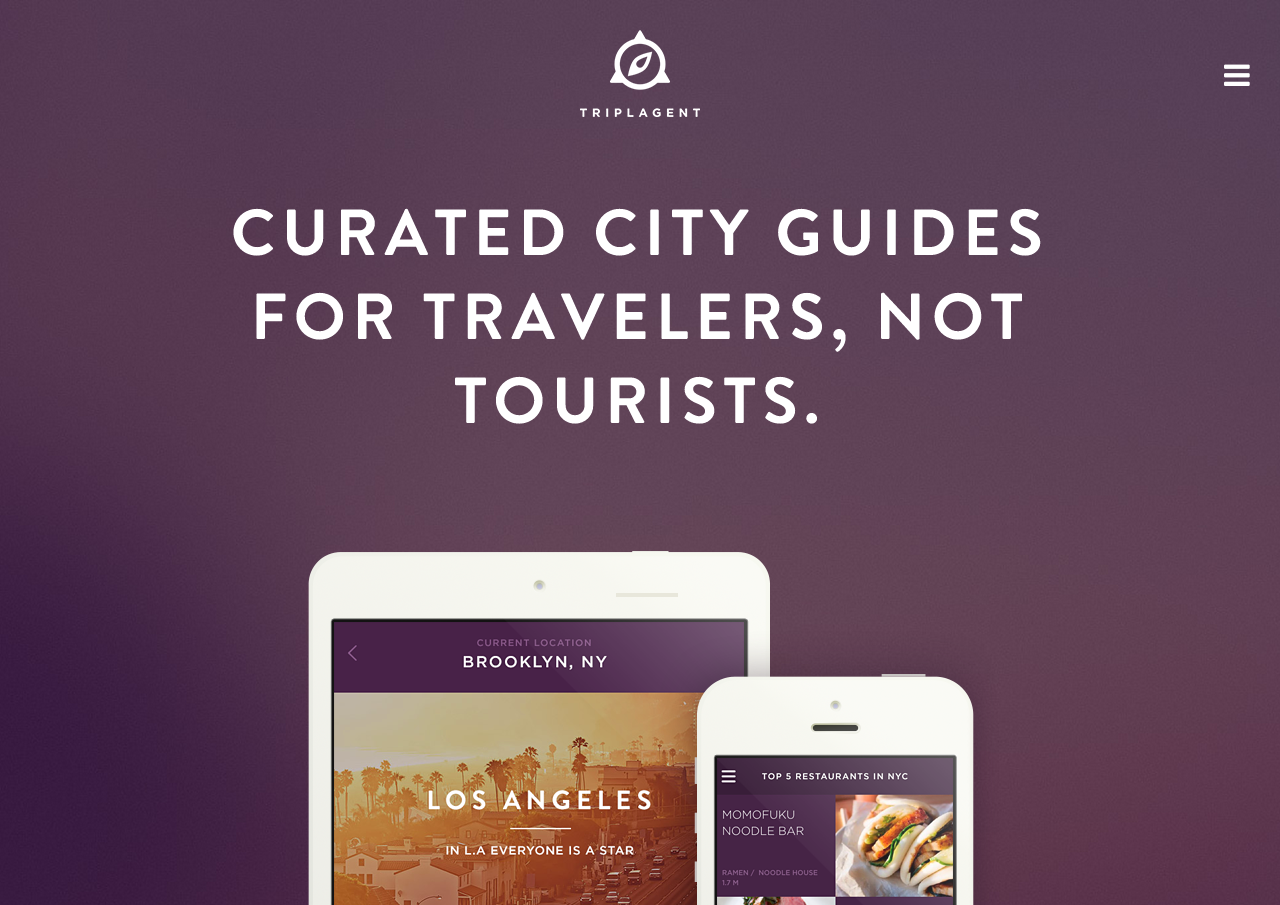 TRIPLAGENT
CURATED CITY GUIDES
FOR TRAVELERS, NOT
TOURISTS.
CURRENT LOCATION
BROOKLYN, NY
LOS ANGELES
IN L.A EVERYONE IS A STAR
TOP 5 RESTAURANTS IN NYC
MOMOFUKU
NOODLE BAR
RAMEN / NOODLE HOUSE
1.7 M